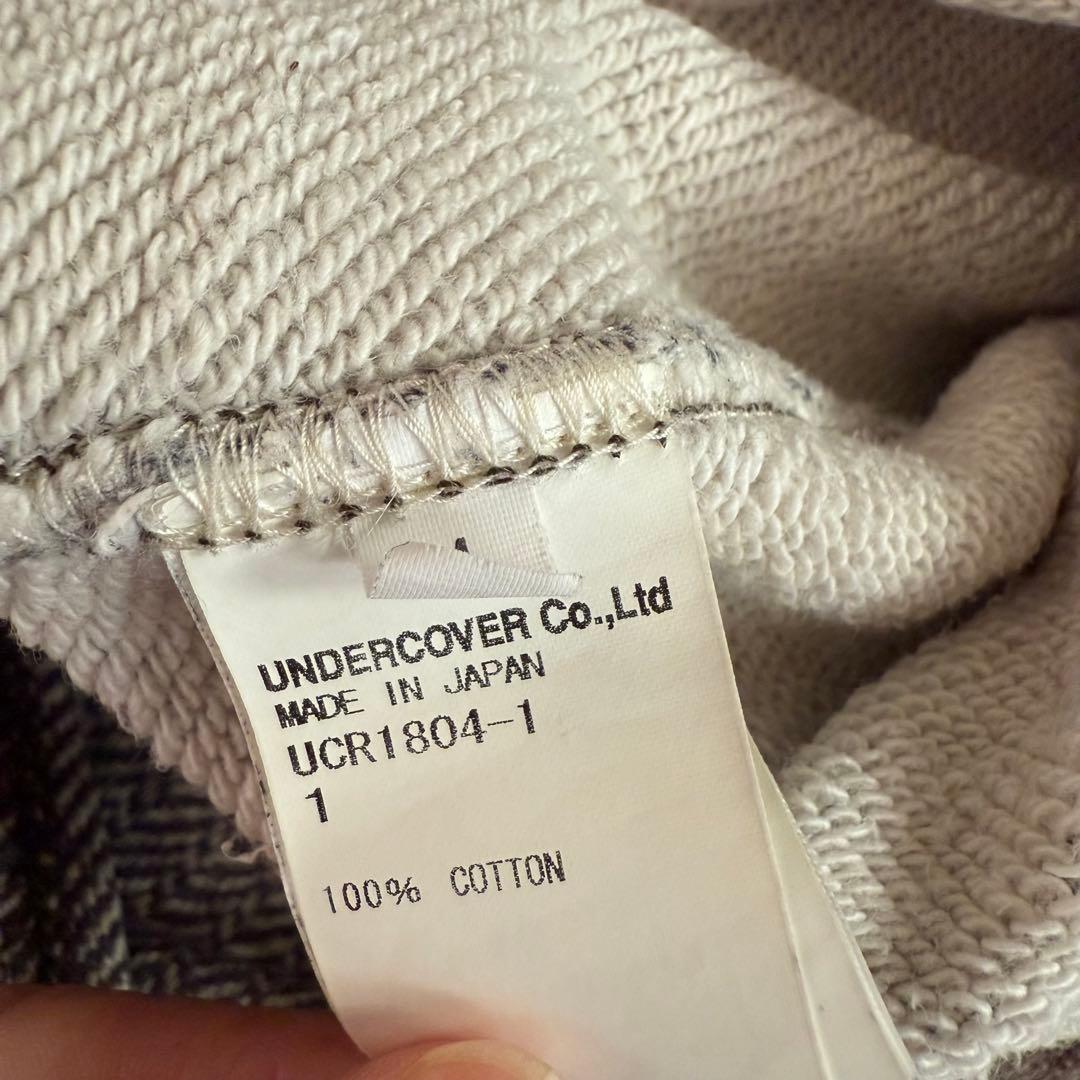 UNDERCOVER Co.,Ltd
MADE IN JAPAN
UCR1804-1
1
100% COTTON